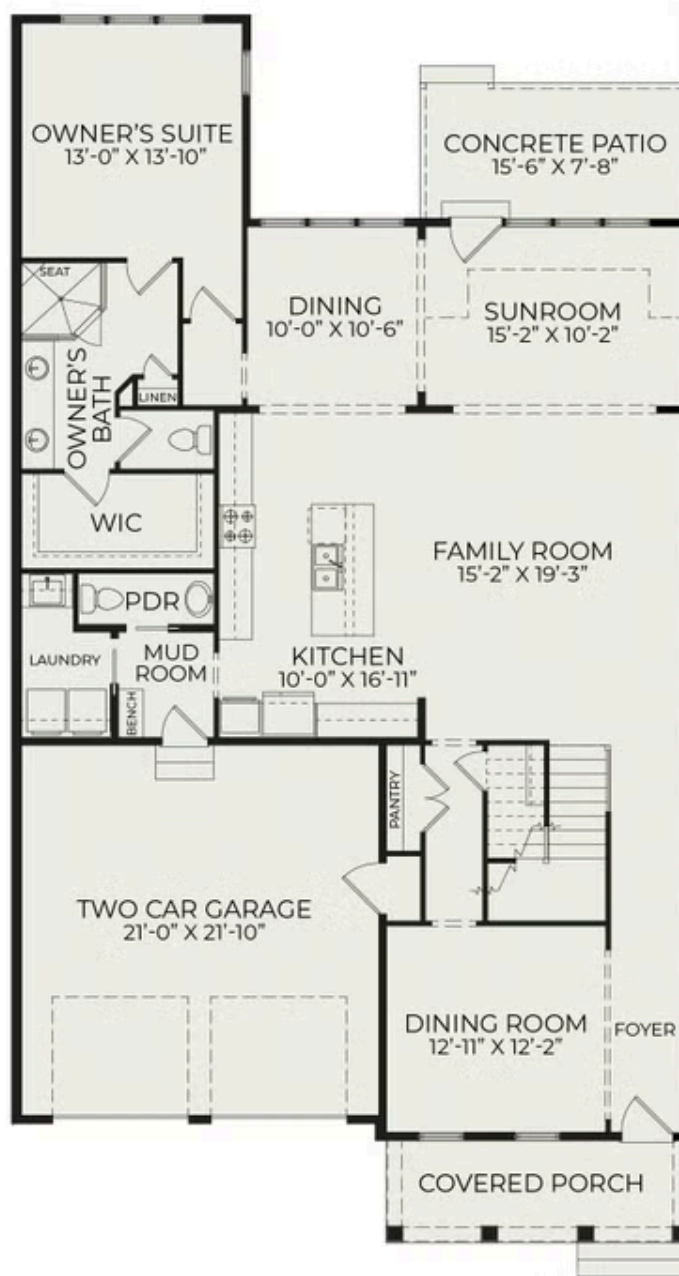 OWNER'S SUITE
13'-0" X 13'-10"
CONCRETE PATIO
15'-6" X 7'-8"
SEAT
DINING
10'-0" X 10'-6"
SUNROOM
15'-2" X 10'-2"
OWNER'S
BATH
LINEN
WIC
FAMILY ROOM
15'-2" X 19'-3"
PDR
LAUNDRY
MUD
ROOM
BENCH
KITCHEN
10'-0" X 16'-11"
PANTRY
TWO CAR GARAGE
21'-0" X 21'-10"
DINING ROOM
12'-11" X 12'-2"
FOYER
COVERED PORCH